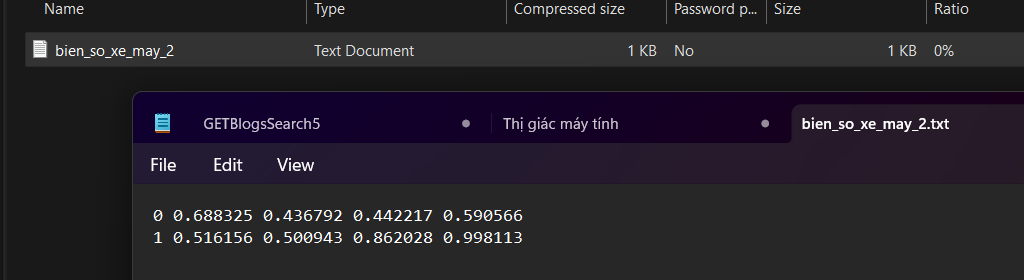 Name Type Compressed size Password p... Size Ratio
bien_so_xe_may_2 Text Document 1 KB No 1 KB 0%
GETBlogsSearch5 Thị giác máy tính bien_so_xe_may_2.txt
File Edit View
0 0.688325 0.436792 0.442217 0.590566
1 0.516156 0.500943 0.862028 0.998113